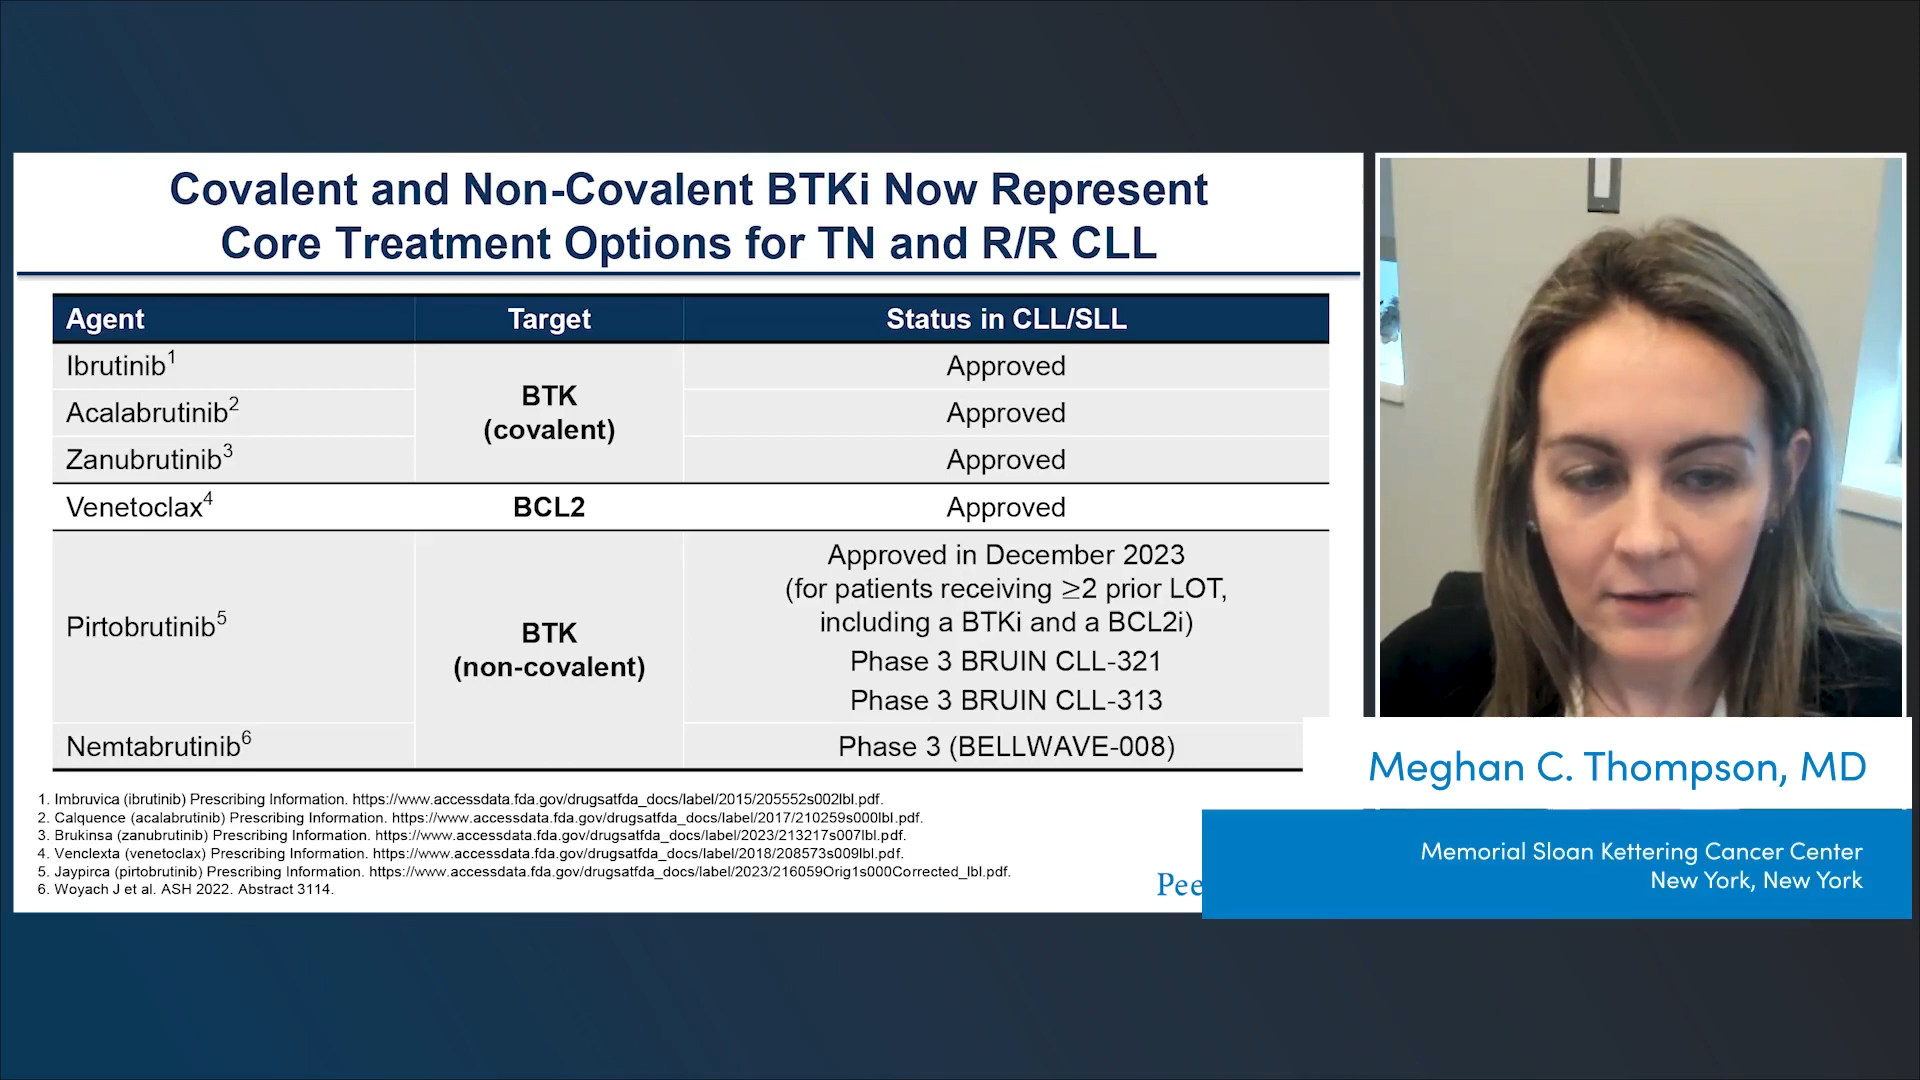 Covalent and Non-Covalent BTKi Now Represent
Core Treatment Options for TN and R/R CLL
Agent Target Status in CLL/SLL
Ibrutinib1 Approved
Acalabrutinib2 Approved
Zanubrutinib3 Approved
BTK
(covalent)
Venetoclax4 BCL2 Approved
Pirtobrutinib5
BTK
(non-covalent)
Approved in December 2023
(for patients receiving ≥2 prior LOT,
including a BTKi and a BCL2i)
Phase 3 BRUIN CLL-321
Phase 3 BRUIN CLL-313
Nemtabrutinib6 Phase 3 (BELLWAVE-008)
1. Imbruvica (ibrutinib) Prescribing Information. https://www.accessdata.fda.gov/drugsatfda_docs/label/2015/205552s002lbl.pdf.
2. Calquence (acalabrutinib) Prescribing Information. https://www.accessdata.fda.gov/drugsatfda_docs/label/2017/210259s000lbl.pdf.
3. Brukinsa (zanubrutinib) Prescribing Information. https://www.accessdata.fda.gov/drugsatfda_docs/label/2023/213217s007lbl.pdf.
4. Venclexta (venetoclax) Prescribing Information. https://www.accessdata.fda.gov/drugsatfda_docs/label/2018/208573s009lbl.pdf.
5. Jaypirca (pirtobrutinib) Prescribing Information. https://www.accessdata.fda.gov/drugsatfda_docs/label/2023/216059Orig1s000Corrected_lbl.pdf.
6. Woyach J et al. ASH 2022. Abstract 3114.
Pee
Meghan C. Thompson, MD
Memorial Sloan Kettering Cancer Center
New York, New York